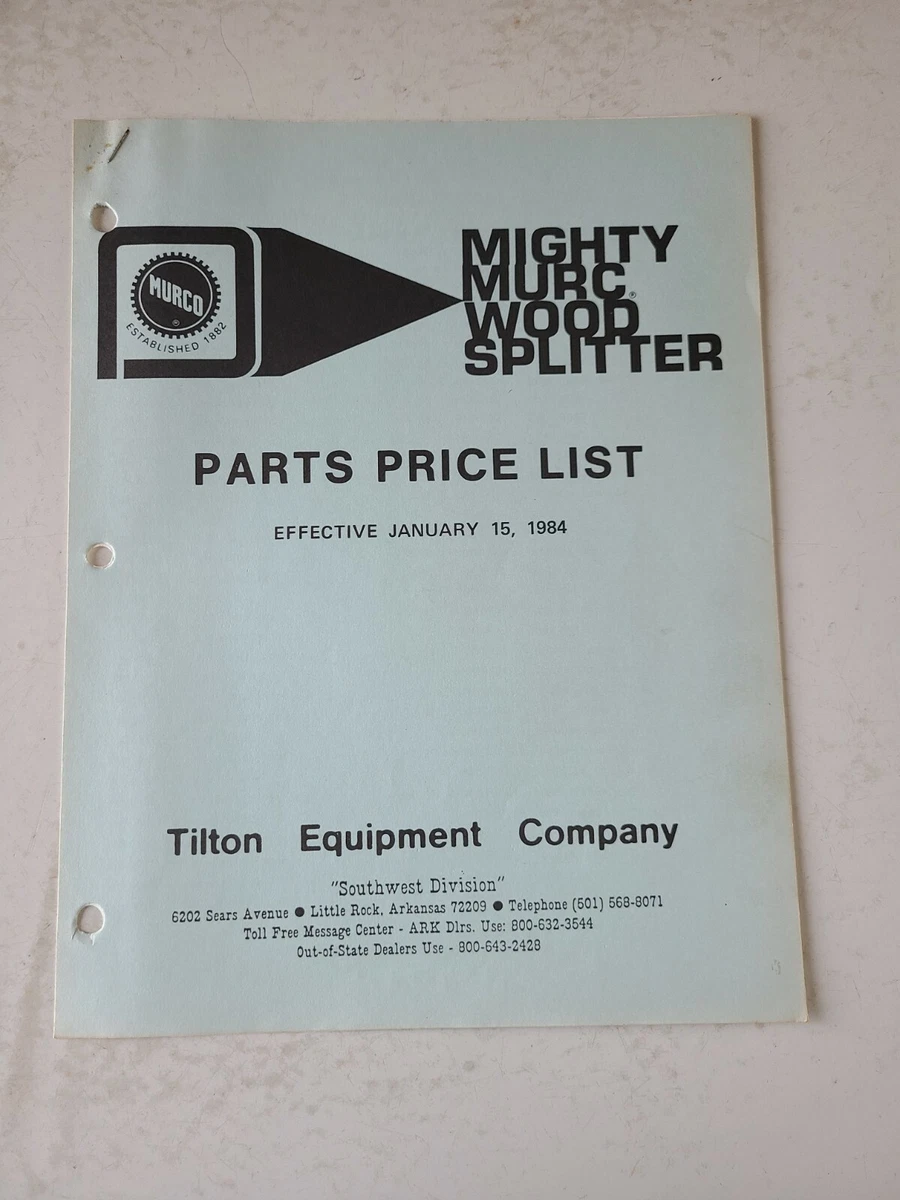 MURCO
®
ESTABLISHED 1882
MIGHTY
MURC®
WOOD
SPLITTER
PARTS PRICE LIST
EFFECTIVE JANUARY 15, 1984
Tilton Equipment Company
"Southwest Division"
6202 Sears Avenue ● Little Rock, Arkansas 72209 ● Telephone (501) 568-8071
Toll Free Message Center - ARK Dlrs. Use: 800-632-3544
Out-of-State Dealers Use - 800-643-2428